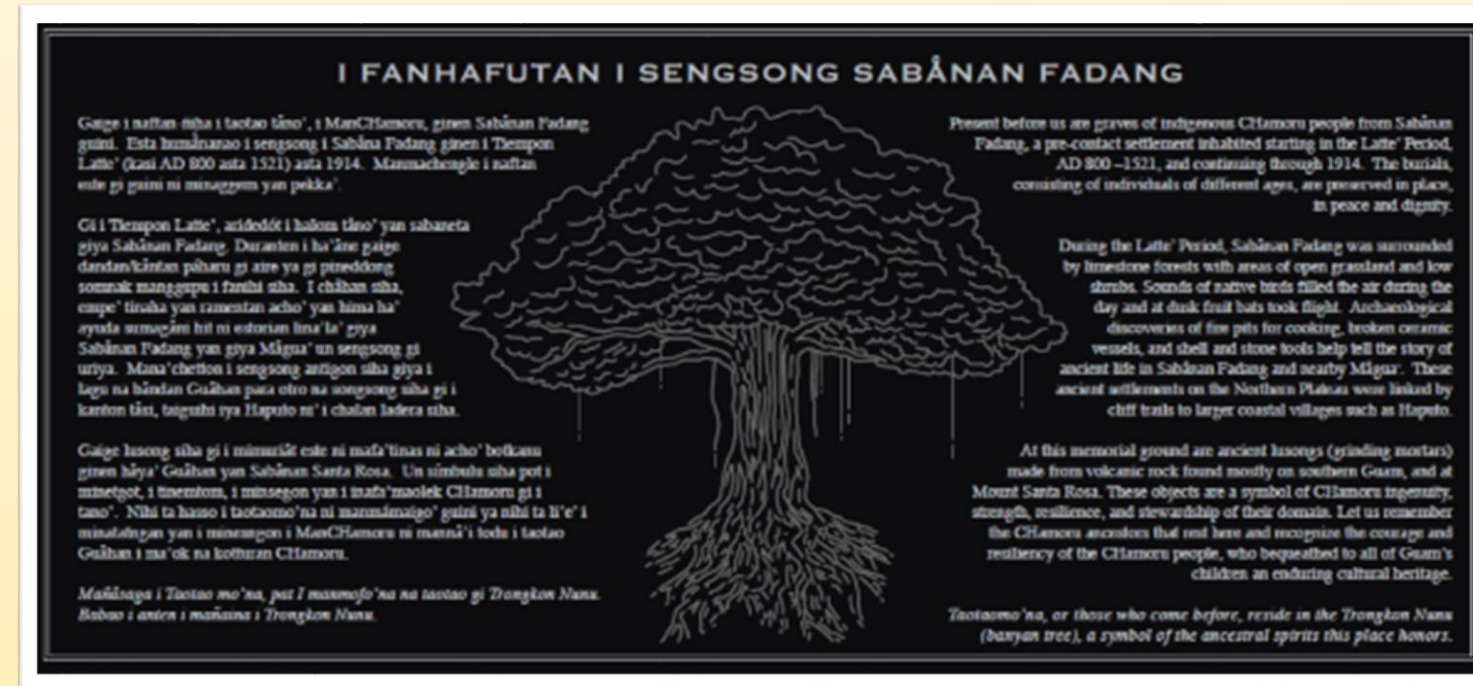 I FANHAFUTAN I SENGSONG SABÅNAN FADANG
Gaige i naftan-ñiha i taotao tåno', i ManCHamoru, ginen Sabånan Fadang
guini. Esta humånanao i sengsong i Sabåna Fadang ginen i Tiempon
Latte' (kasi AD 800 asta 1521) asta 1914. Manmachengle i naftan
este gi guini ni minaggem yan pekka'.
Gi i Tiempon Latte', aridedót i halom tåno' yan sabaneta
giya Sabånan Fadang. Duranten i ha'åne gaige
dandan/kåntan påharu gi aire ya gi pineddong
somnak manggupu i fanihi siha. I chåhan siha,
empe' tinaha yan ramentan acho' yan hima ha'
ayuda sumagåni hit ni estorian lina'la' giya
Sabånan Fadang yan giya Mågua' un sengsong gi
uriya. Mana'chetton i sengsong antigon siha giya i
lagu na båndan Guåhan para otro na songsong siha gi i
kanton tåsi, taiguihi iya Haputo ni' i chalan ladera siha.
Gaige lusong siha gi i mimuriåt este ni mafa'tinas ni acho' botkanu
ginen håya' Guåhan yan Sabånan Santa Rosa. Un simbulu siha pot i
minetgot, i tinemtom, i minesegon yan i inafa'maolek CHamoru gi i
tano'. Nihi ta hasso i taotaomo'na ni manmåmaigo' guini ya nihi ta li'e' i
minatatngan yan i minesngon i ManCHamoru ni mannå'i todu i taotao
Guåhan i ma'ok na kotturan CHamoru.
Mañåsaga i Taotao mo'na, pat I manmofo'na na taotao gi Trongkon Nunu.
Babao i anten i mañaina i Trongkon Nunu.
Present before us are graves of indigenous CHamoru people from Sabånan
Fadang, a pre-contact settlement inhabited starting in the Latte' Period,
AD 800 –1521, and continuing through 1914. The burials,
consisting of individuals of different ages, are preserved in place,
in peace and dignity.
During the Latte' Period, Sabånan Fadang was surrounded
by limestone forests with areas of open grassland and low
shrubs. Sounds of native birds filled the air during the
day and at dusk fruit bats took flight. Archaeological
discoveries of fire pits for cooking, broken ceramic
vessels, and shell and stone tools help tell the story of
ancient life in Sabånan Fadang and nearby Mågua'. These
ancient settlements on the Northern Plateau were linked by
cliff trails to larger coastal villages such as Haputo.
At this memorial ground are ancient lusongs (grinding mortars)
made from volcanic rock found mostly on southern Guam, and at
Mount Santa Rosa. These objects are a symbol of CHamoru ingenuity,
strength, resilience, and stewardship of their domain. Let us remember
the CHamoru ancestors that rest here and recognize the courage and
resiliency of the CHamoru people, who bequeathed to all of Guam's
children an enduring cultural heritage.
Taotaomo'na, or those who come before, reside in the Trongkon Nunu
(banyan tree), a symbol of the ancestral spirits this place honors.